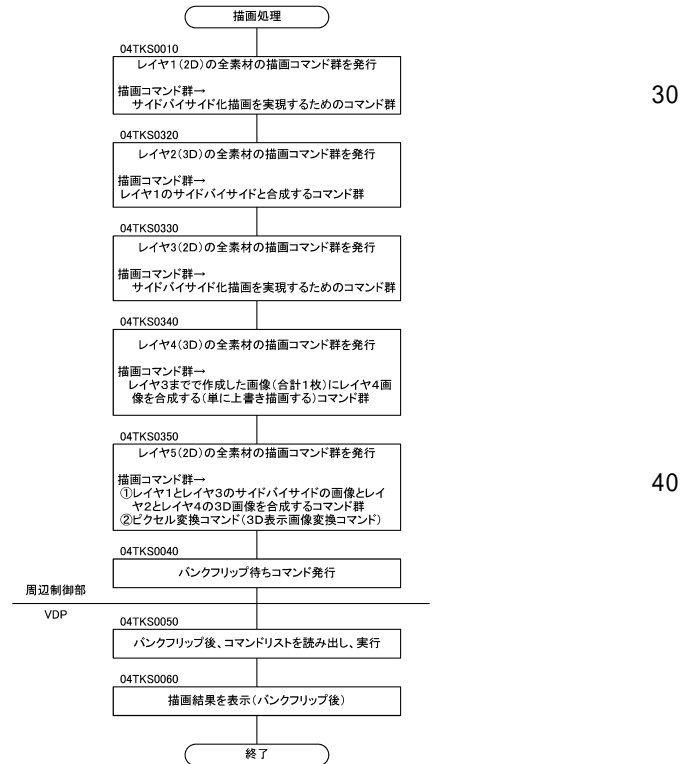 描画処理
04TKS0010
レイヤ1(2D)の全素材の描画コマンド群を発行
描画コマンド群→
サイドバイサイド化描画を実現するためのコマンド群
30
04TKS0320
レイヤ2(3D)の全素材の描画コマンド群を発行
描画コマンド群→
レイヤ1のサイドバイサイドと合成するコマンド群
04TKS0330
レイヤ3(2D)の全素材の描画コマンド群を発行
描画コマンド群→
サイドバイサイド化描画を実現するためのコマンド群
04TKS0340
レイヤ4(3D)の全素材の描画コマンド群を発行
描画コマンド群→
レイヤ3までで作成した画像(合計1枚)にレイヤ4画
像を合成する(単に上書き描画する)コマンド群
04TKS0350
レイヤ5(2D)の全素材の描画コマンド群を発行
描画コマンド群→
①レイヤ1とレイヤ3のサイドバイサイドの画像とレイ
ヤ2とレイヤ4の3D画像を合成するコマンド群
②ピクセル変換コマンド(3D表示画像変換コマンド)
40
04TKS0040
バンクフリップ待ちコマンド発行
周辺制御部
VDP
04TKS0050
バンクフリップ後、コマンドリストを読み出し、実行
04TKS0060
描画結果を表示(バンクフリップ後)
終了